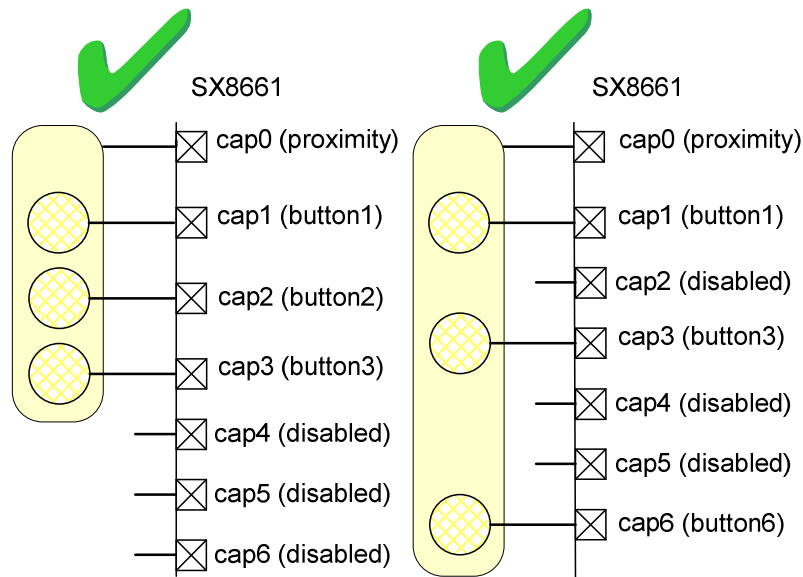 SX8661
cap0 (proximity)
cap1 (button1)
cap2 (button2)
cap3 (button3)
cap4 (disabled)
cap5 (disabled)
cap6 (disabled)
SX8661
cap0 (proximity)
cap1 (button1)
cap2 (disabled)
cap3 (button3)
cap4 (disabled)
cap5 (disabled)
cap6 (button6)